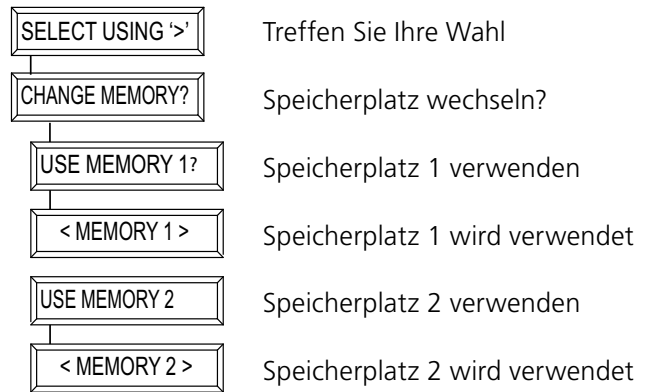 SELECT USING ‘>’ Treffen Sie Ihre Wahl
CHANGE MEMORY? Speicherplatz wechseln?
USE MEMORY 1? Speicherplatz 1 verwenden
< MEMORY 1 > Speicherplatz 1 wird verwendet
USE MEMORY 2 Speicherplatz 2 verwenden
< MEMORY 2 > Speicherplatz 2 wird verwendet